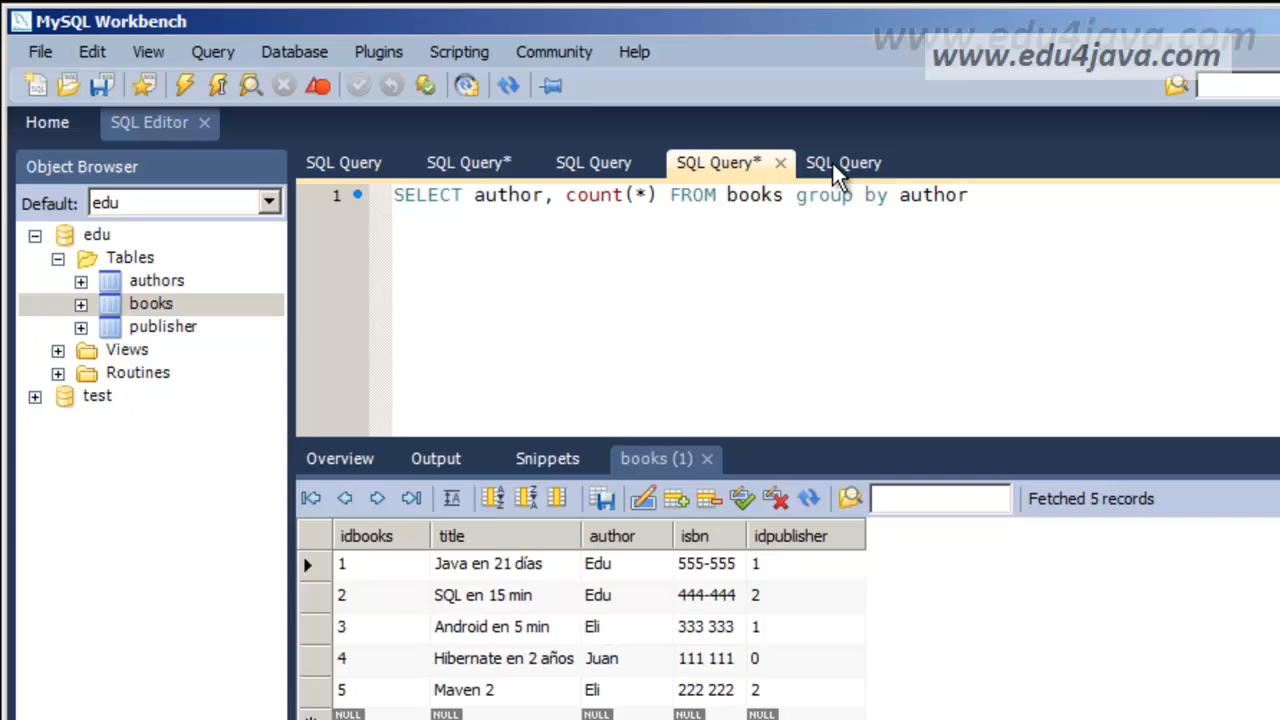 MySQL Workbench
www.edu4java.com
www.edu4java.com
File Edit View Query Database Plugins Scripting Community Help
SQL
Home SQL Editor
Object Browser
SQL Query SQL Query* SQL Query SQL Query* SQL Query
Default: edu
1 SELECT author, count(*) FROM books group by author
edu
Tables
authors
books
publisher
Views
Routines
test
Overview Output Snippets books (1)
Fetched 5 records
idbooks title author isbn idpublisher
1 Java en 21 días Edu 555-555 1
2 SQL en 15 min Edu 444-444 2
3 Android en 5 min Eli 333 333 1
4 Hibernate en 2 años Juan 111 111 0
5 Maven 2 Eli 222 222 2
NULL NULL NULL NULL NULL